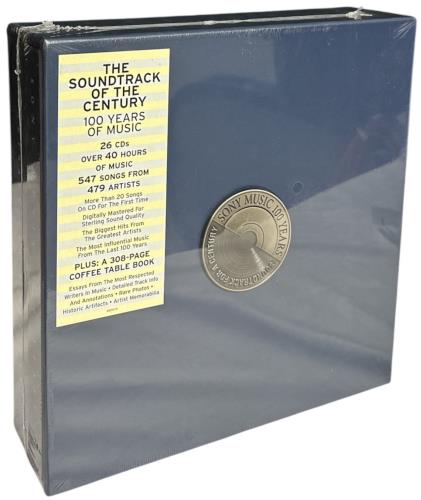 THE
SOUNDTRACK
OF THE
CENTURY
100 YEARS
OF MUSIC
26 CDs
OVER 40 HOURS
OF MUSIC
547 SONGS FROM
479 ARTISTS
More Than 20 Songs
On CD For The First Time
Digitally Mastered For
Sterling Sound Quality
The Biggest Hits From
The Greatest Artists
The Most Influential Music
From The Last 100 Years
PLUS: A 308-PAGE
COFFEE TABLE BOOK
Essays From The Most Respected
Writers In Music • Detailed Track Info
And Annotations • Rare Photos •
Historic Artifacts • Artist Memorabilia
SONY MUSIC 100 YEARS
SOUNDTRACK FOR A CENTURY